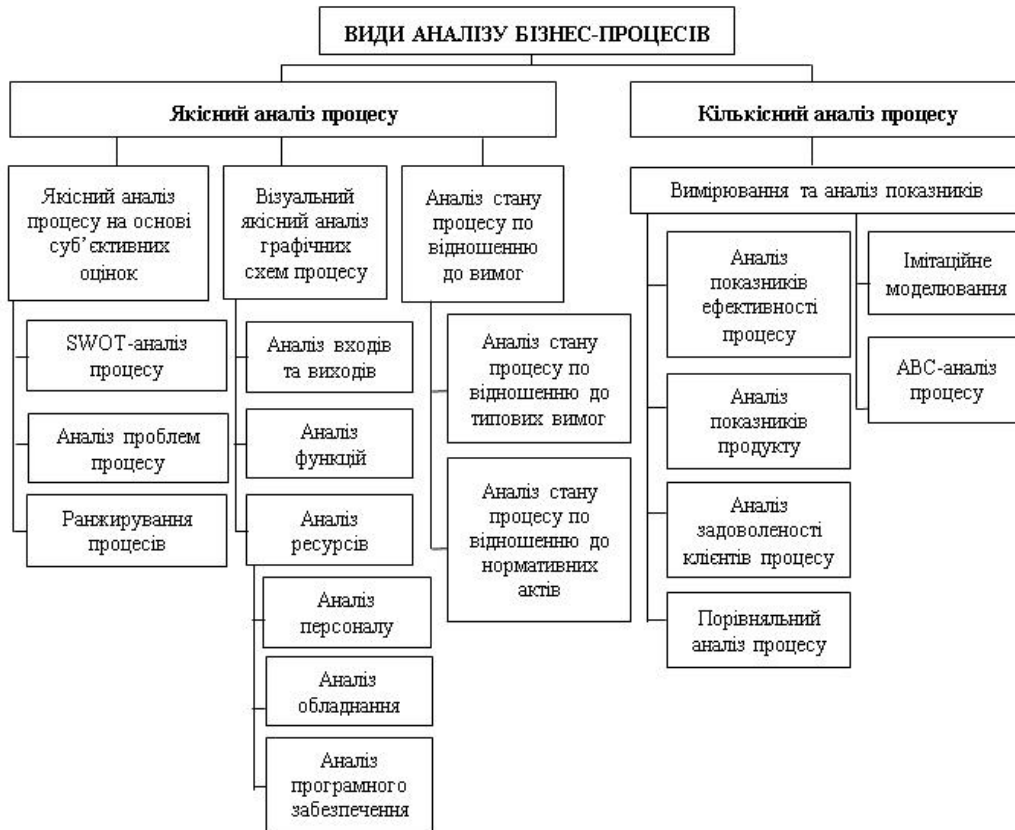 ВИДИ АНАЛІЗУ БІЗНЕС-ПРОЦЕСІВ
Якісний аналіз процесу
Якісний аналіз
процесу на основі
суб’єктивних
оцінок
SWOT-аналіз
процесу
Аналіз проблем
процесу
Ранжирування
процесів
Візуальний
якісний аналіз
графічних
схем процесу
Аналіз входів
та виходів
Аналіз
функцій
Аналіз
ресурсів
Аналіз
персоналу
Аналіз
обладнання
Аналіз
програмного
забезпечення
Аналіз стану
процесу по
відношенню
до вимог
Аналіз стану
процесу по
відношенню до
типових вимог
Аналіз стану
процесу по
відношенню до
нормативних
актів
Кількісний аналіз процесу
Вимірювання та аналіз показників
Аналіз
показників
ефективності
процесу
Аналіз
показників
продукту
Аналіз
задоволеності
клієнтів процесу
Порівняльний
аналіз процесу
Імітаційне
моделювання
АВС-аналіз
процесу